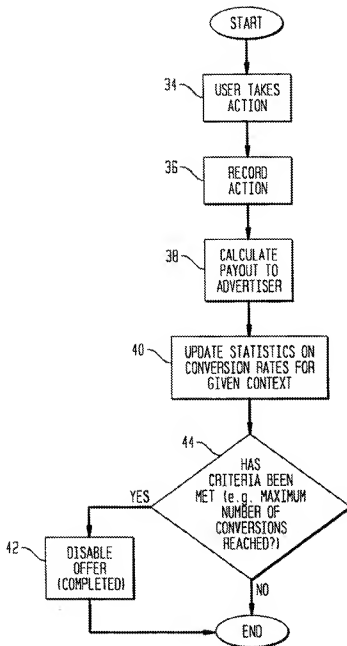 START
34
USER TAKES
ACTION
36
RECORD
ACTION
38
CALCULATE
PAYOUT TO
ADVERTISER
40
UPDATE STATISTICS ON
CONVERSION RATES FOR
GIVEN CONTEXT
44
HAS
CRITERIA BEEN
MET (e.g. MAXIMUM
NUMBER OF
CONVERSIONS
REACHED?)
YES
42
DISABLE
OFFER
(COMPLETED)
NO
END